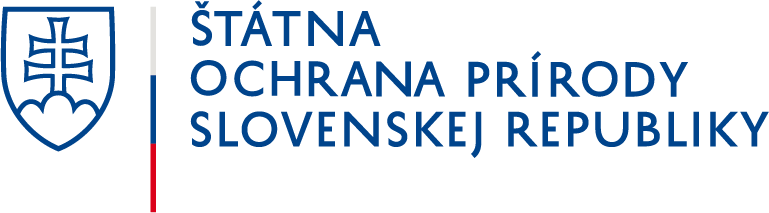 ŠTÁTNA
OCHRANA PRÍRODY
SLOVENSKEJ REPUBLIKY